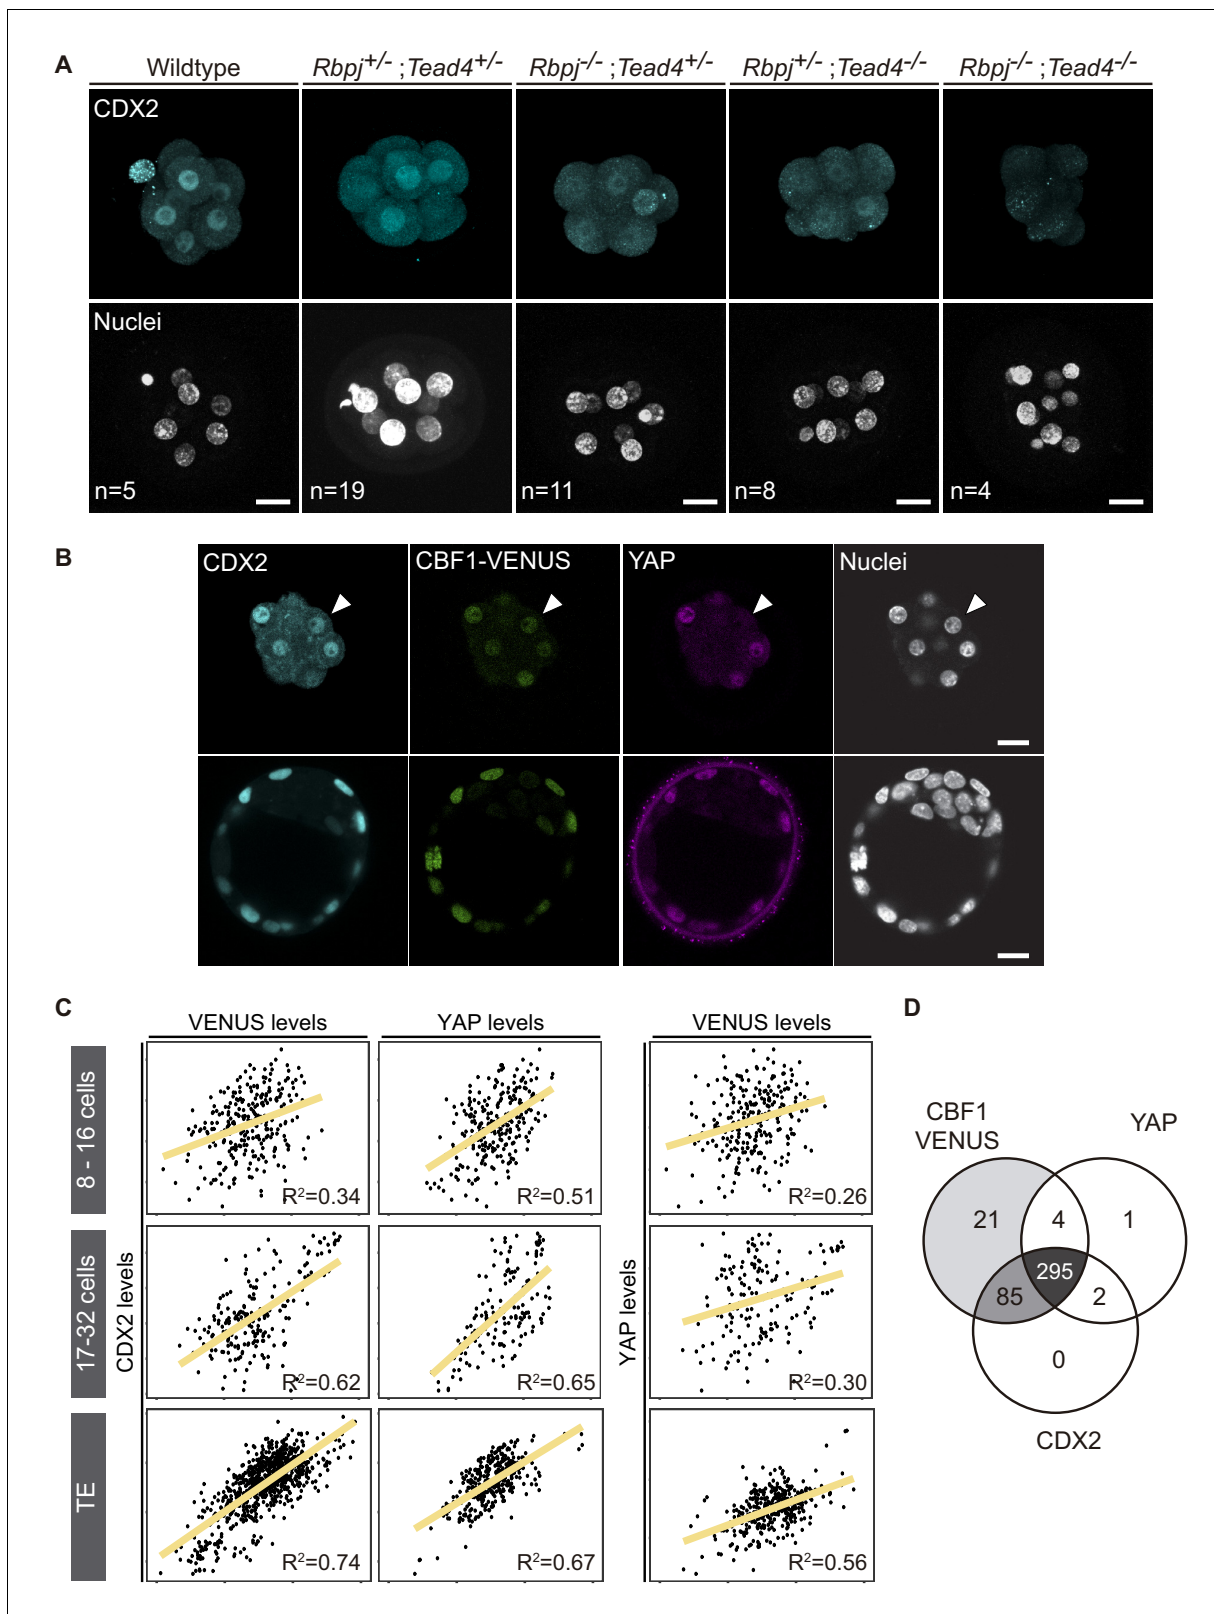 A
Wildtype
Rbpj+/- ;Tead4+/-
Rbpj-/- ;Tead4+/-
Rbpj+/- ;Tead4-/-
Rbpj-/- ;Tead4-/-
CDX2
Nuclei
n=5
n=19
n=11
n=8
n=4
B
CDX2
CBF1-VENUS
YAP
Nuclei
C
VENUS levels
YAP levels
VENUS levels
8 - 16 cells
17-32 cells
TE
CDX2 levels
YAP levels
R²=0.34
R²=0.51
R²=0.26
R²=0.62
R²=0.65
R²=0.30
R²=0.74
R²=0.67
R²=0.56
D
CBF1
VENUS
YAP
21
4
1
295
85
2
0
CDX2